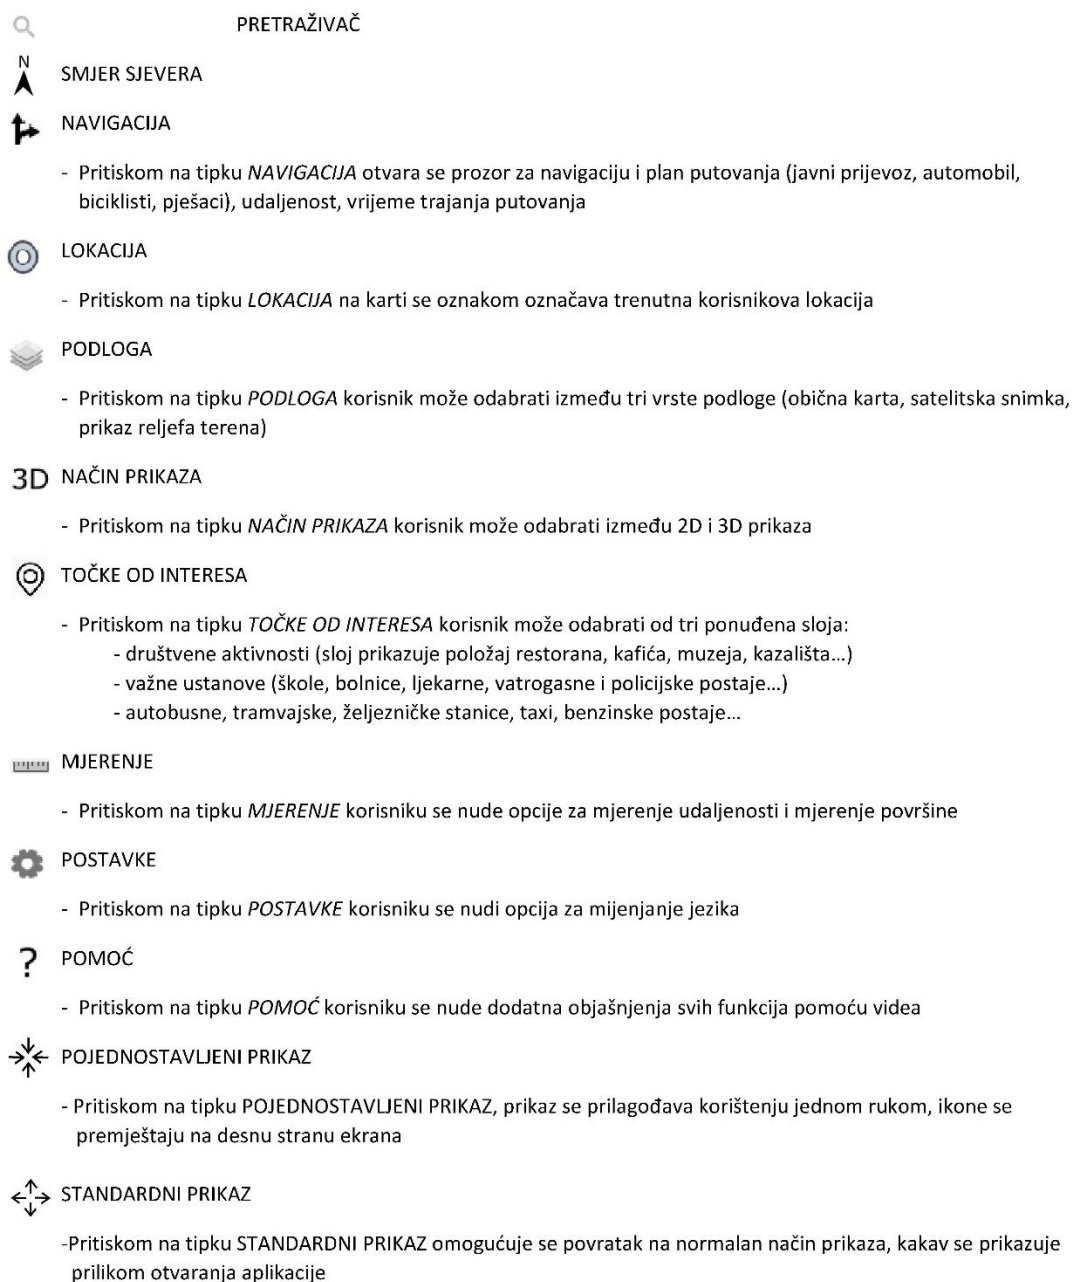 PRETRAŽIVAČ
N
SMJER SJEVERA
NAVIGACIJA
- Pritiskom na tipku NAVIGACIJA otvara se prozor za navigaciju i plan putovanja (javni prijevoz, automobil,
biciklisti, pješaci), udaljenost, vrijeme trajanja putovanja
LOKACIJA
- Pritiskom na tipku LOKACIJA na karti se oznakom označava trenutna korisnikova lokacija
PODLOGA
- Pritiskom na tipku PODLOGA korisnik može odabrati između tri vrste podloge (obična karta, satelitska snimka,
prikaz reljefa terena)
3D NAČIN PRIKAZA
- Pritiskom na tipku NAČIN PRIKAZA korisnik može odabrati između 2D i 3D prikaza
TOČKE OD INTERESA
- Pritiskom na tipku TOČKE OD INTERESA korisnik može odabrati od tri ponuđena sloja:
- društvene aktivnosti (sloj prikazuje položaj restorana, kafića, muzeja, kazališta...)
- važne ustanove (škole, bolnice, ljekarne, vatrogasne i policijske postaje...)
- autobusne, tramvajske, željezničke stanice, taxi, benzinske postaje...
MJERENJE
- Pritiskom na tipku MJERENJE korisniku se nude opcije za mjerenje udaljenosti i mjerenje površine
POSTAVKE
- Pritiskom na tipku POSTAVKE korisniku se nudi opcija za mijenjanje jezika
? POMOĆ
- Pritiskom na tipku POMOĆ korisniku se nude dodatna objašnjenja svih funkcija pomoću videa
POJEDNOSTAVLJENI PRIKAZ
- Pritiskom na tipku POJEDNOSTAVLJENI PRIKAZ, prikaz se prilagođava korištenju jednom rukom, ikone se
premještaju na desnu stranu ekrana
STANDARDNI PRIKAZ
-Pritiskom na tipku STANDARDNI PRIKAZ omogućuje se povratak na normalan način prikaza, kakav se prikazuje
prilikom otvaranja aplikacije